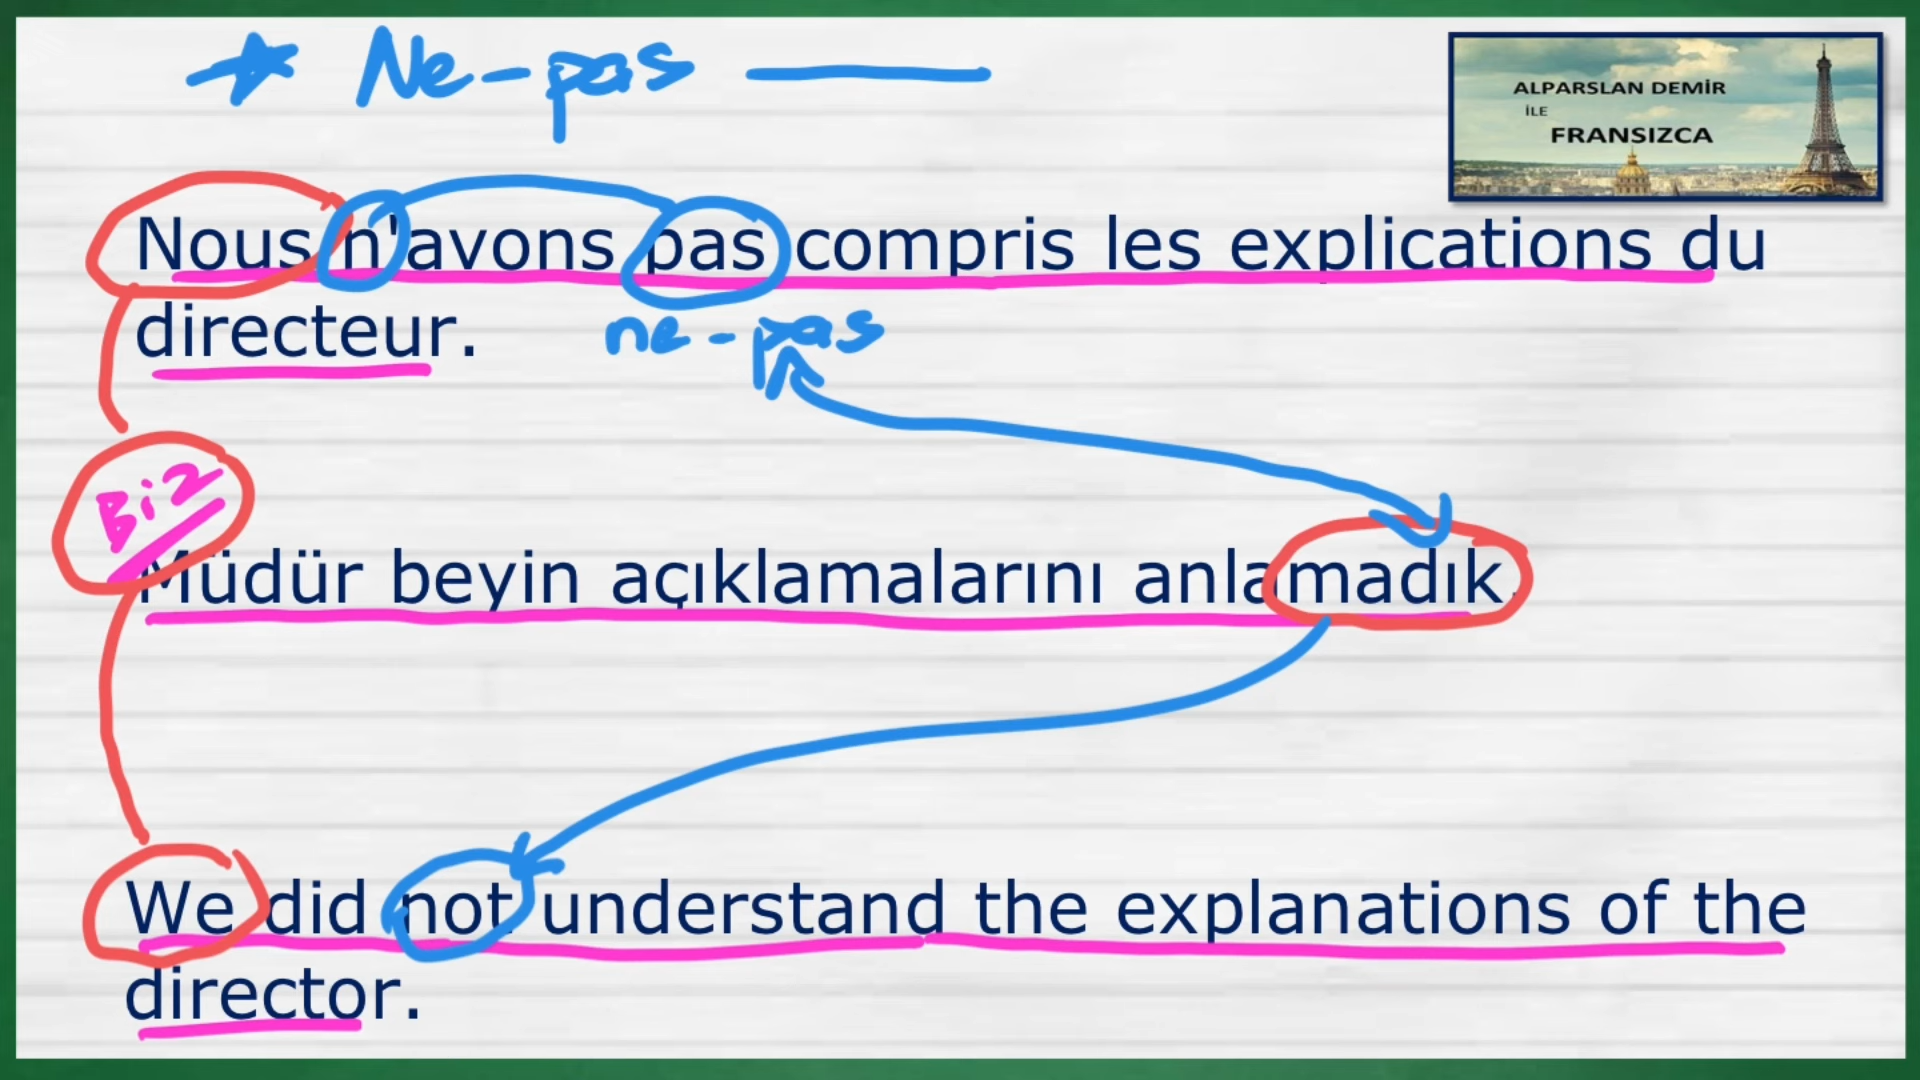 Ne-pas
ALPARSLAN DEMİR
İLE
FRANSIZCA
Nous n'avons pas compris les explications du
directeur.
ne-pas
Biz
Müdür beyin açıklamalarını anlamadık.
We did not understand the explanations of the
director.